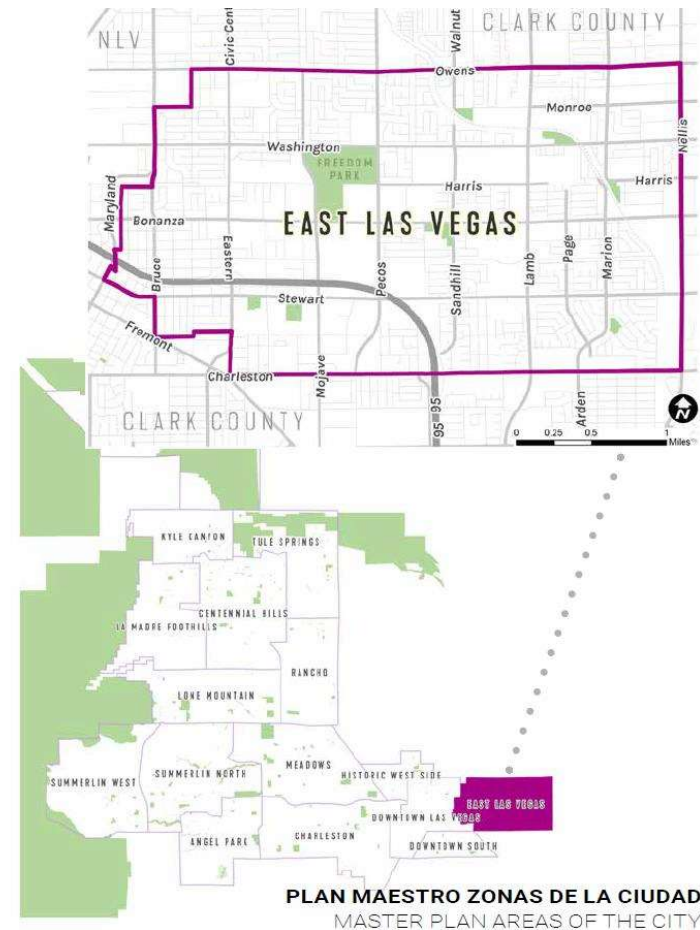 NLV
Civic Cen
Walnut
CLARK COUNTY
Owens
Monroe
Nellis
Washington
FREEDOM
PARK
Harris
Harris
Maryland
Bonanza
EAST LAS VEGAS
Bruce
Eastern
Pecos
Sandhill
Lamb
Page
Marion
Stewart
Fremont
Charleston
Mojave
CLARK COUNTY
95
95
Arden
N
0 0.25 0.5 1
Miles
KYLE CANYON
TULE SPRINGS
CENTENNIAL HILLS
LA MADRE FOOTHILLS
RANCHO
LONE MOUNTAIN
MEADOWS
SUMMERLIN WEST
SUMMERLIN NORTH
HISTORIC WEST SIDE
EAST LAS VEGAS
DOWNTOWN LAS VEGAS
ANGEL PARK
CHARLESTON
DOWNTOWN SOUTH
PLAN MAESTRO ZONAS DE LA CIUDAD
MASTER PLAN AREAS OF THE CITY